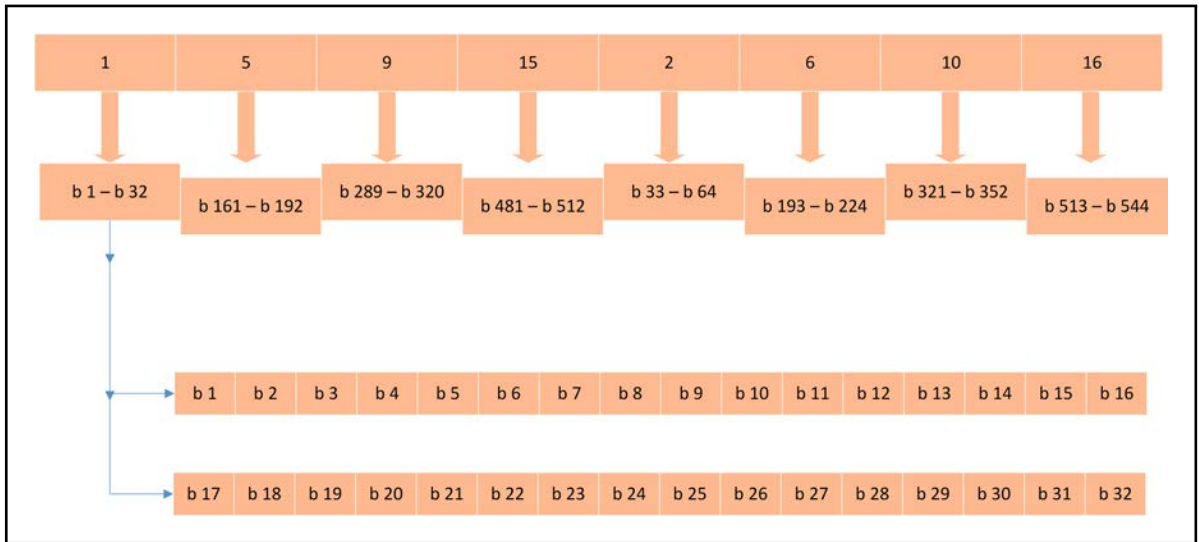 1 5 9 15 2 6 10 16
b 1 – b 32 b 161 – b 192 b 289 – b 320 b 481 – b 512 b 33 – b 64 b 193 – b 224 b 321 – b 352 b 513 – b 544
b 1 b 2 b 3 b 4 b 5 b 6 b 7 b 8 b 9 b 10 b 11 b 12 b 13 b 14 b 15 b 16
b 17 b 18 b 19 b 20 b 21 b 22 b 23 b 24 b 25 b 26 b 27 b 28 b 29 b 30 b 31 b 32